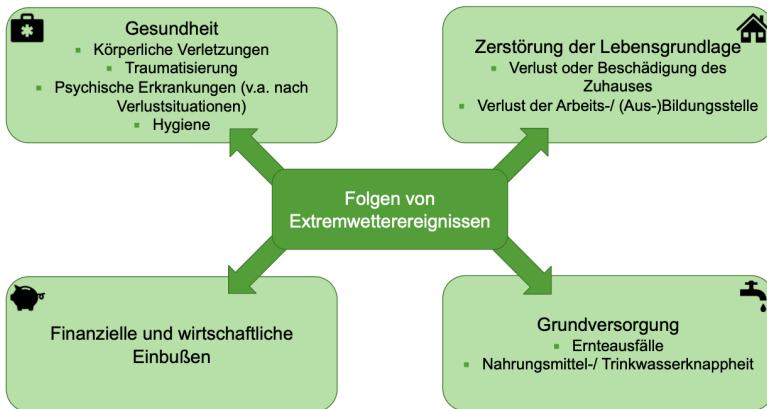 Gesundheit
▪ Körperliche Verletzungen
▪ Traumatisierung
▪ Psychische Erkrankungen (v.a. nach
Verlustsituationen)
▪ Hygiene
Zerstörung der Lebensgrundlage
▪ Verlust oder Beschädigung des
Zuhauses
▪ Verlust der Arbeits-/ (Aus-)Bildungsstelle
Folgen von
Extremwetterereignissen
Finanzielle und wirtschaftliche
Einbußen
Grundversorgung
▪ Ernteausfälle
▪ Nahrungsmittel-/ Trinkwasserknappheit